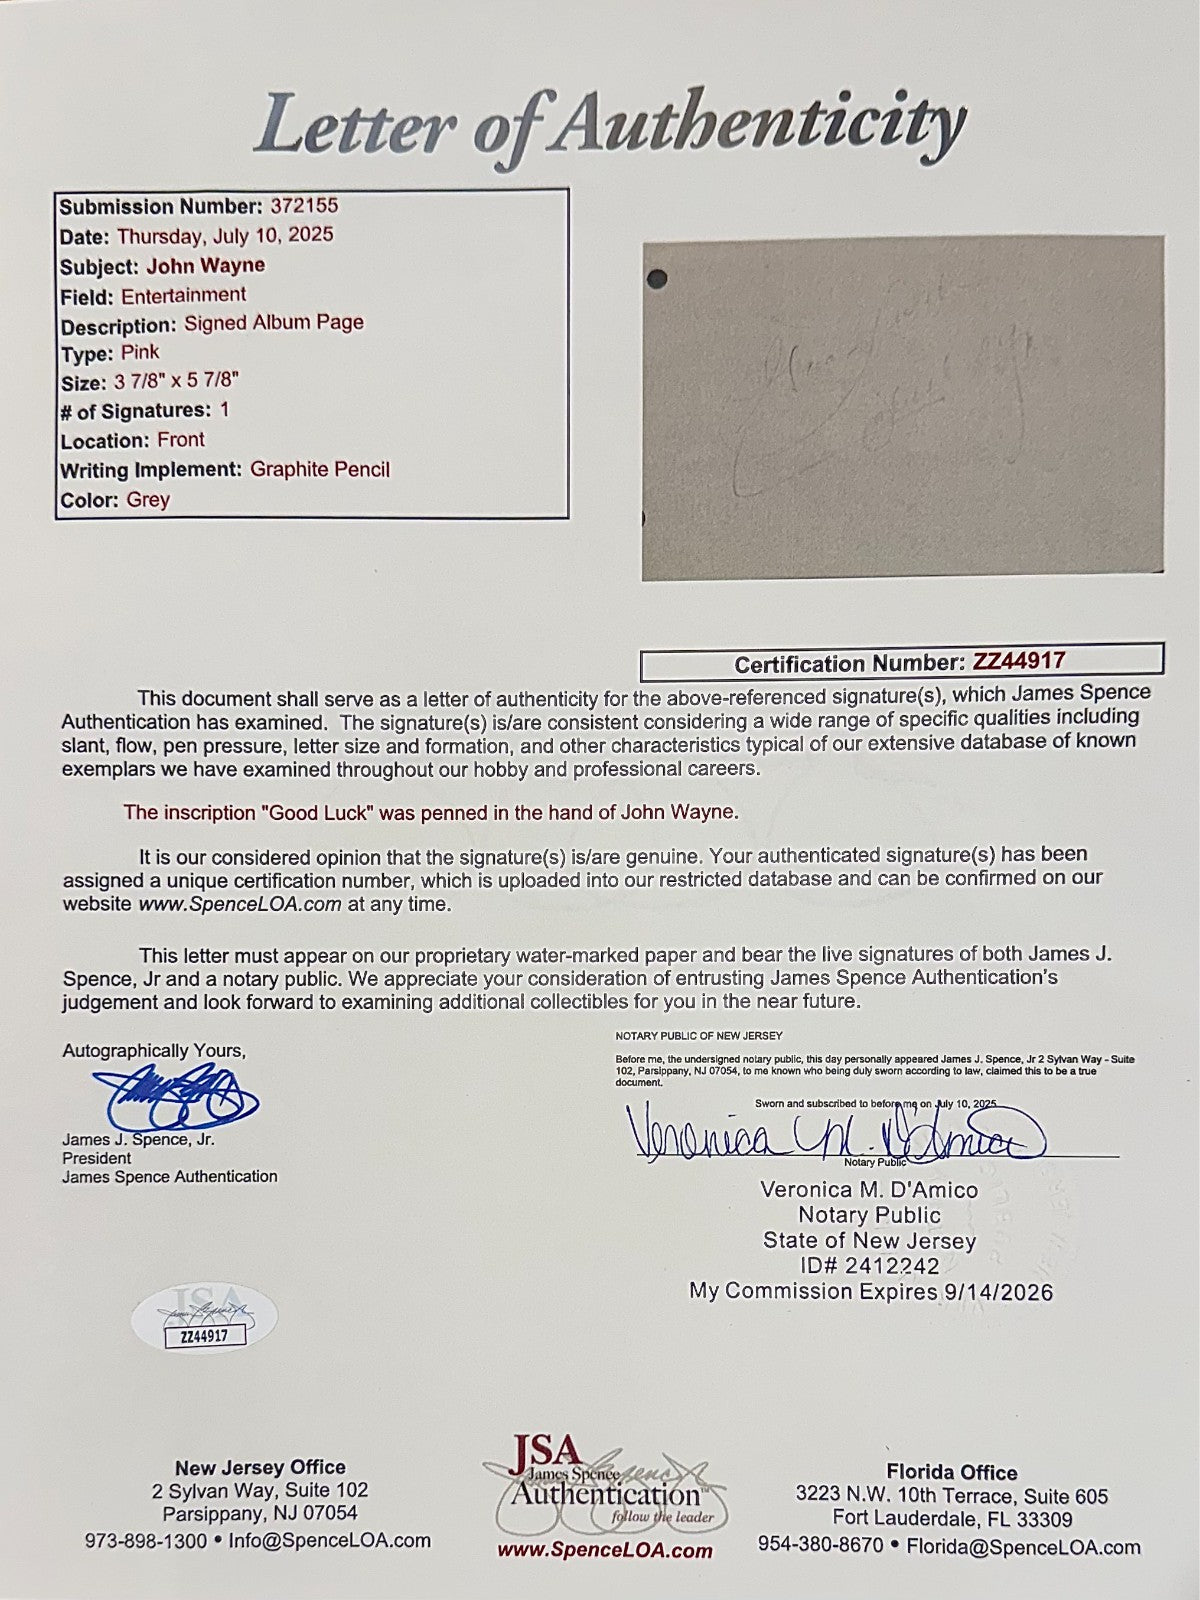 Letter of Authenticity
Submission Number: 372155
Date: Thursday, July 10, 2025
Subject: John Wayne
Field: Entertainment
Description: Signed Album Page
Type: Pink
Size: 3 7/8" x 5 7/8"
# of Signatures: 1
Location: Front
Writing Implement: Graphite Pencil
Color: Grey
Certification Number: ZZ44917
This document shall serve as a letter of authenticity for the above-referenced signature(s), which James Spence
Authentication has examined. The signature(s) is/are consistent considering a wide range of specific qualities including
slant, flow, pen pressure, letter size and formation, and other characteristics typical of our extensive database of known
exemplars we have examined throughout our hobby and professional careers.
The inscription "Good Luck" was penned in the hand of John Wayne.
It is our considered opinion that the signature(s) is/are genuine. Your authenticated signature(s) has been
assigned a unique certification number, which is uploaded into our restricted database and can be confirmed on our
website www.SpenceLOA.com at any time.
This letter must appear on our proprietary water-marked paper and bear the live signatures of both James J.
Spence, Jr and a notary public. We appreciate your consideration of entrusting James Spence Authentication's
judgement and look forward to examining additional collectibles for you in the near future.
Autographically Yours,
James J. Spence, Jr.
President
James Spence Authentication
NOTARY PUBLIC OF NEW JERSEY
Before me, the undersigned notary public, this day personally appeared James J. Spence, Jr 2 Sylvan Way - Suite
102, Parsippany, NJ 07054, to me known who being duly sworn according to law, claimed this to be a true
document.
Sworn and subscribed to before me on July 10, 2025
Veronica M. D'Amico
Notary Public
Veronica M. D'Amico
Notary Public
State of New Jersey
ID# 2412242
My Commission Expires 9/14/2026
JSA
ZZ44917
New Jersey Office
2 Sylvan Way, Suite 102
Parsippany, NJ 07054
973-898-1300 • Info@SpenceLOA.com
JSA
James Spence
Authentication™
follow the leader
www.SpenceLOA.com
Florida Office
3223 N.W. 10th Terrace, Suite 605
Fort Lauderdale, FL 33309
954-380-8670 • Florida@SpenceLOA.com